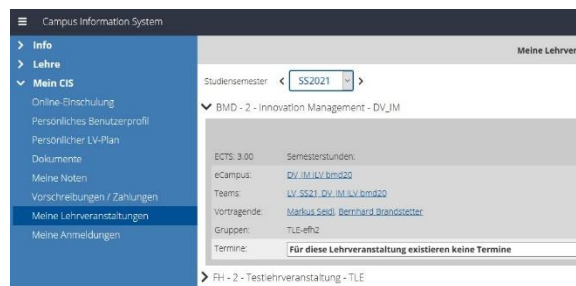 Campus Information System
Info
Lehre
Mein CIS
Online-Einschulung
Persönliches Benutzerprofil
Persönlicher LV-Plan
Dokumente
Meine Noten
Vorschreibungen / Zahlungen
Meine Lehrveranstaltungen
Meine Anmeldungen
Meine Lehrver
Studiensemester SS2021
BMD - 2 - Innovation Management - DV_IM
ECTS: 3.00 Semesterstunden:
eCampus: DV_IM ILV bmd20
Teams: LV_SS21_DV_IM ILV bmd20
Vortragende: Markus Seidl, Bernhard Brandstetter
Gruppen: TLE-efh2
Termine: Für diese Lehrveranstaltung existieren keine Termine
FH - 2 - Testlehrveranstaltung - TLE